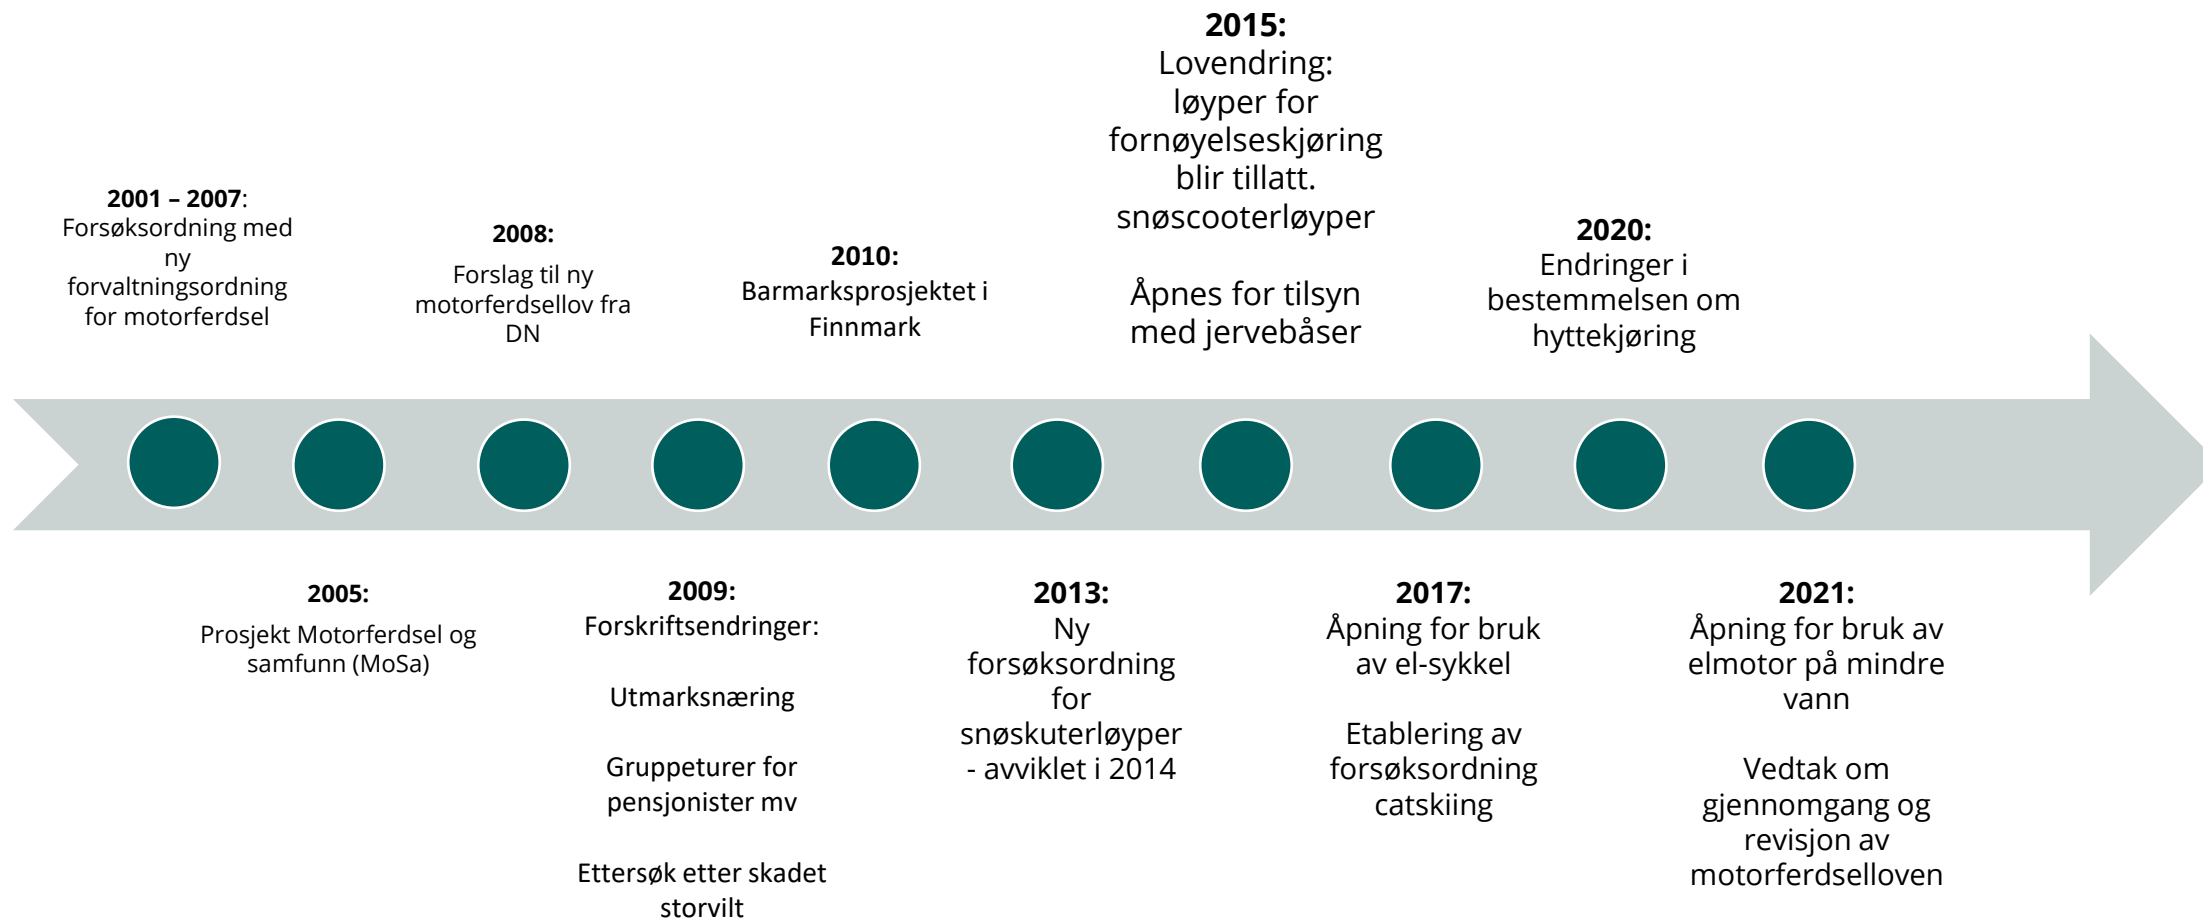 2001 – 2007:
Forsøksordning med
ny
forvaltningsordning
for motorferdsel
2005:
Prosjekt Motorferdsel og
samfunn (MoSa)
2008:
Forslag til ny
motorferdsellov fra
DN
2009:
Forskriftsendringer:
Utmarksnæring
Gruppeturer for
pensjonister mv
Ettersøk etter skadet
storvilt
2010:
Barmarksprosjektet i
Finnmark
2013:
Ny
forsøksordning
for
snøskuterløyper
- avviklet i 2014
2015:
Lovendring:
løyper for
fornøyelseskjøring
blir tillatt.
snøscooterløyper
Åpnes for tilsyn
med jervebåser
2017:
Åpning for bruk
av el-sykkel
Etablering av
forsøksordning
catskiing
2020:
Endringer i
bestemmelsen om
hyttekjøring
2021:
Åpning for bruk av
elmotor på mindre
vann
Vedtak om
gjennomgang og
revisjon av
motorferdselloven